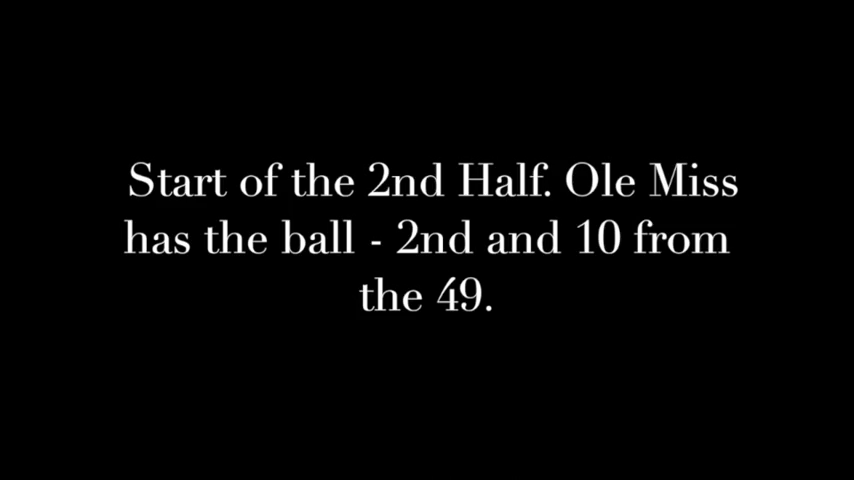 Start of the 2nd Half. Ole Miss
has the ball - 2nd and 10 from
the 49.